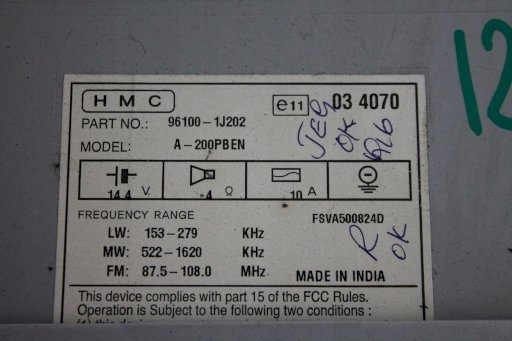 HMC e11 03 4070
PART NO.: 96100-1J202
MODEL: A-200PBEN
14.4 V 4 Ω 10 A
FREQUENCY RANGE FSVA500824D
LW: 153-279 KHz
MW: 522-1620 KHz
FM: 87.5-108.0 MHz MADE IN INDIA
This device complies with part 15 of the FCC Rules.
Operation is Subject to the following two conditions :
12
OK
R
OK